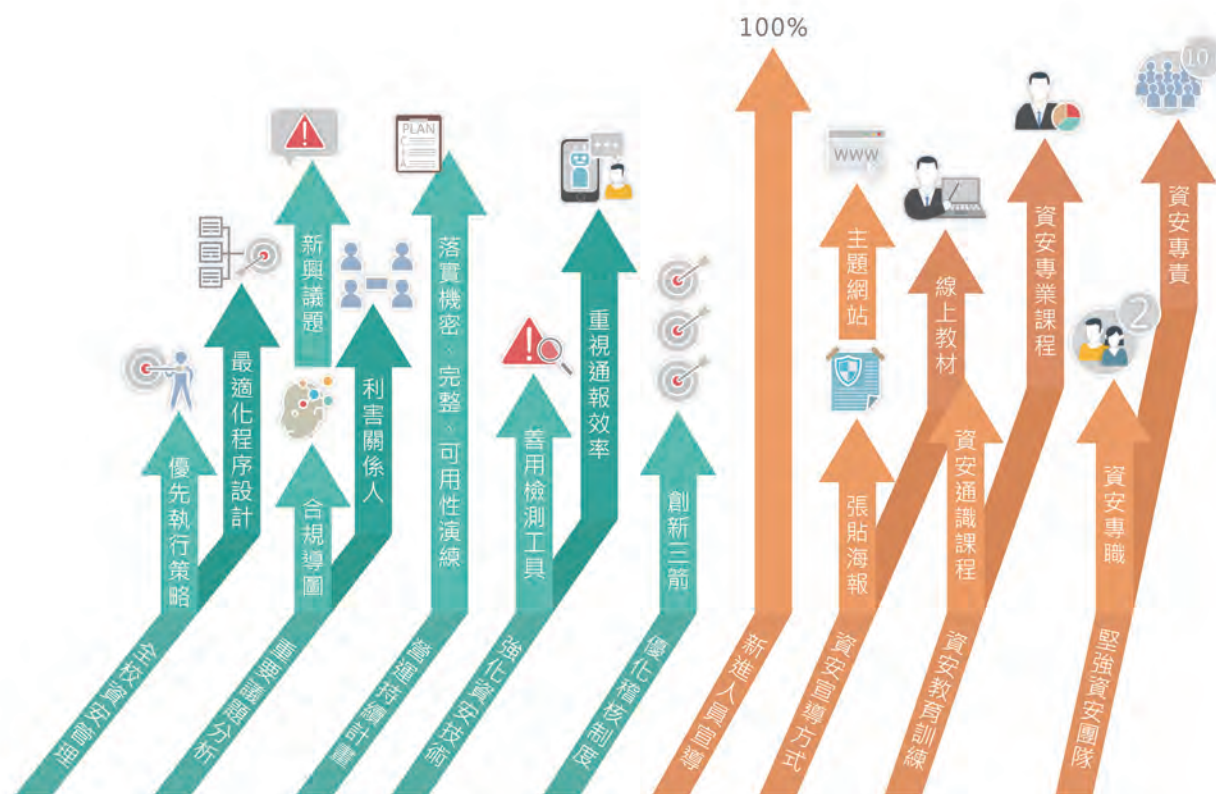 全校資安管理
優先執行策略
最適化程序設計
重要議題分析
合規導圖
新興議題
利害關係人
營運持續計畫
落實機密、完整、可用性演練
PLAN
C
I
A
強化資安技術
善用檢測工具
重視通報效率
優化稽核制度
創新三箭
新進人員宣導
100%
資安宣導方式
張貼海報
主題網站
WWW
線上教材
資安教育訓練
資安通識課程
資安專業課程
堅強資安團隊
資安專職
2
資安專責
10